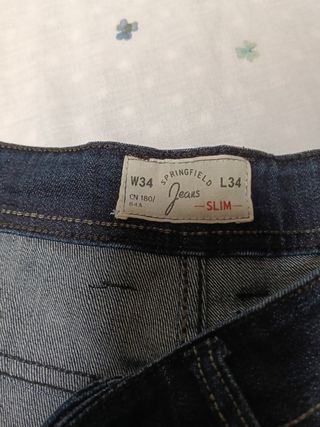 W34 SPRINGFIELD L34
CN 180/ Jeans
84A SLIM